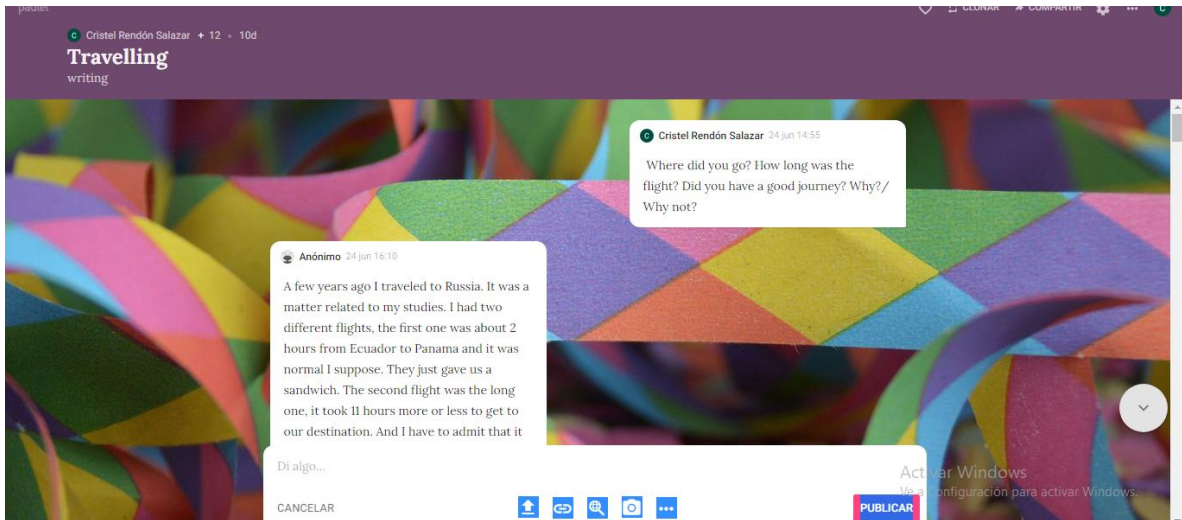 padlet
CLONAR COMPARTIR
C
C Cristel Rendón Salazar + 12 • 10d
Travelling
writing
C Cristel Rendón Salazar 24 jun 14:55
Where did you go? How long was the
flight? Did you have a good journey? Why?/
Why not?
Anónimo 24 jun 16:10
A few years ago I traveled to Russia. It was a
matter related to my studies. I had two
different flights, the first one was about 2
hours from Ecuador to Panama and it was
normal I suppose. They just gave us a
sandwich. The second flight was the long
one, it took 11 hours more or less to get to
our destination. And I have to admit that it
Di algo...
Activar Windows
Ve a Configuración para activar Windows.
CANCELAR
PUBLICAR